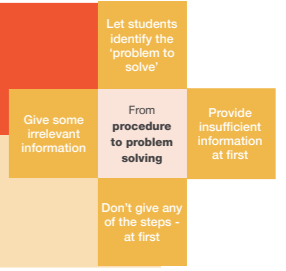 Let students
identify the
‘problem to
solve’
Give some
irrelevant
information
From
procedure
to problem
solving
Provide
insufficient
information
at first
Don’t give any
of the steps -
at first